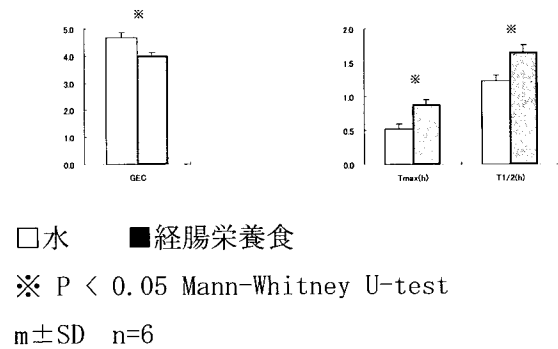 ※
5.0
4.0
3.0
2.0
1.0
0.0
GEC
※
※
2.0
1.5
1.0
0.5
0.0
Tmax(h) T1/2(h)
□水 ■経腸栄養食
※ P < 0.05 Mann-Whitney U-test
m±SD n=6